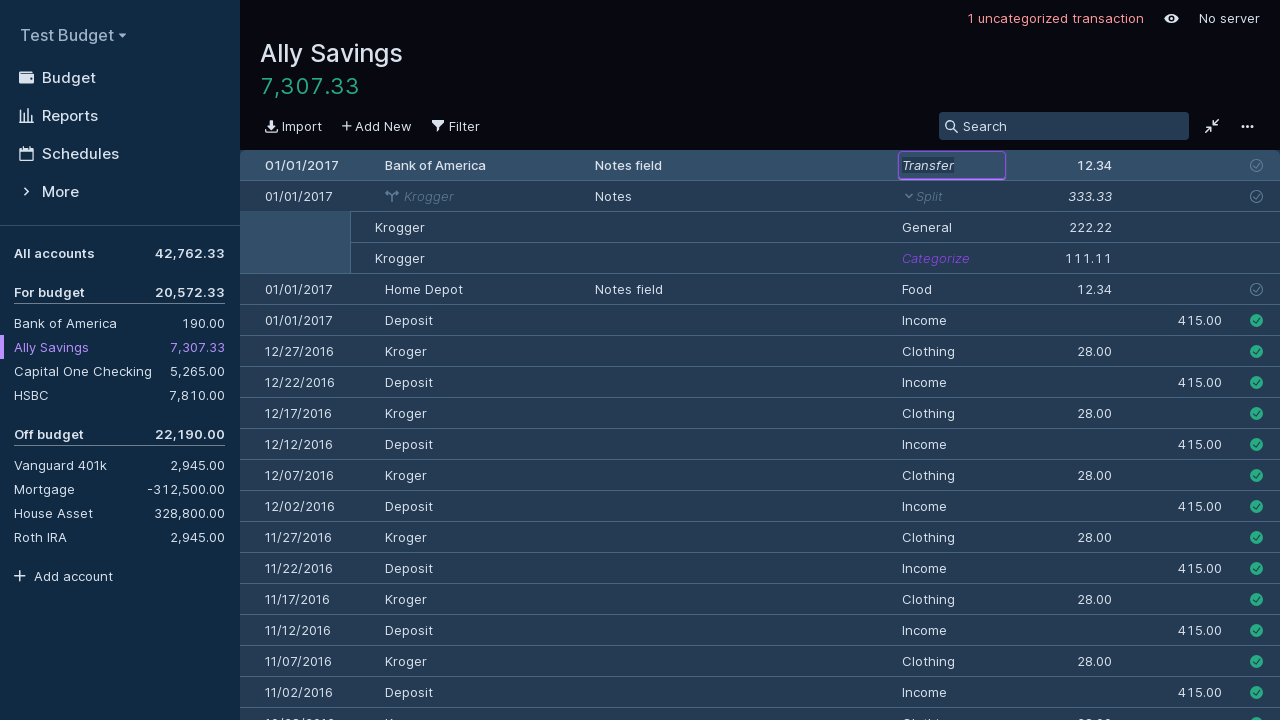 Test Budget
Budget
Reports
Schedules
More
All accounts 42,762.33
For budget 20,572.33
Bank of America 190.00
Ally Savings 7,307.33
Capital One Checking 5,265.00
HSBC 7,810.00
Off budget 22,190.00
Vanguard 401k 2,945.00
Mortgage -312,500.00
House Asset 328,800.00
Roth IRA 2,945.00
Add account
1 uncategorized transaction No server
Ally Savings
7,307.33
Import Add New Filter Search
01/01/2017 Bank of America Notes field Transfer 12.34
01/01/2017 Krogger Notes Split 333.33
Krogger General 222.22
Krogger Categorize 111.11
01/01/2017 Home Depot Notes field Food 12.34
01/01/2017 Deposit Income 415.00
12/27/2016 Kroger Clothing 28.00
12/22/2016 Deposit Income 415.00
12/17/2016 Kroger Clothing 28.00
12/12/2016 Deposit Income 415.00
12/07/2016 Kroger Clothing 28.00
12/02/2016 Deposit Income 415.00
11/27/2016 Kroger Clothing 28.00
11/22/2016 Deposit Income 415.00
11/17/2016 Kroger Clothing 28.00
11/12/2016 Deposit Income 415.00
11/07/2016 Kroger Clothing 28.00
11/02/2016 Deposit Income 415.00